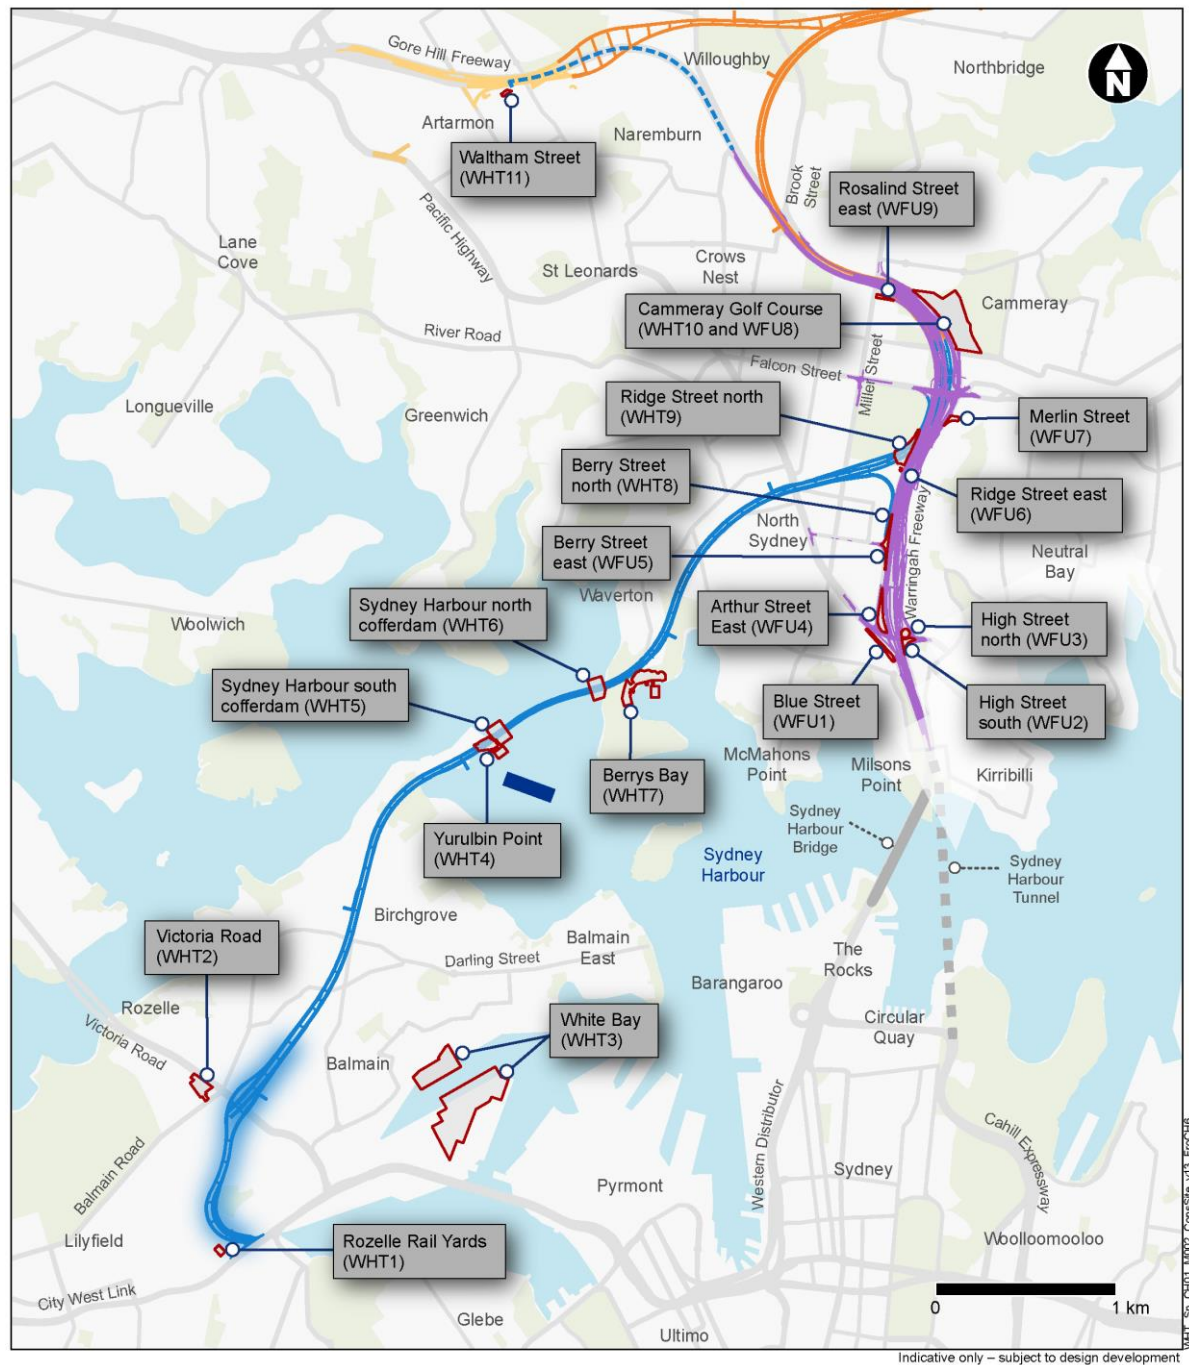 Gore Hill Freeway
Willoughby
Northbridge
N
Artarmon
Naremburn
Waltham Street
(WHT11)
Brook
Street
Rosalind Street
east (WFU9)
Pacific Highway
Lane
Cove
St Leonards
Crows
Nest
Cammeray Golf Course
(WHT10 and WFU8)
Cammeray
River Road
Miller Street
Falcon Street
Longueville
Greenwich
Ridge Street north
(WHT9)
Merlin Street
(WFU7)
Berry Street
north (WHT8)
Ridge Street east
(WFU6)
North
Sydney
Warringah Freeway
Berry Street
east (WFU5)
Neutral
Bay
Waverton
Sydney Harbour north
cofferdam (WHT6)
Arthur Street
East (WFU4)
High Street
north (WFU3)
Woolwich
Sydney Harbour south
cofferdam (WHT5)
Blue Street
(WFU1)
High Street
south (WFU2)
McMahons
Point
Milsons
Point
Kirribilli
Berrys Bay
(WHT7)
Yurulbin Point
(WHT4)
Sydney
Harbour
Bridge
Sydney
Harbour
Sydney
Harbour
Tunnel
Birchgrove
Victoria Road
(WHT2)
Darling Street
Balmain
East
The
Rocks
Barangaroo
Rozelle
Victoria Road
White Bay
(WHT3)
Circular
Quay
Balmain
Western Distributor
Cahill Expressway
Balmain Road
Pyrmont
Sydney
Lilyfield
Rozelle Rail Yards
(WHT1)
Woolloomooloo
City West Link
Glebe
Ultimo
0
1 km
WHT_Sp_CH01_M002_ConsSite_v13_ForCH6
Indicative only – subject to design development